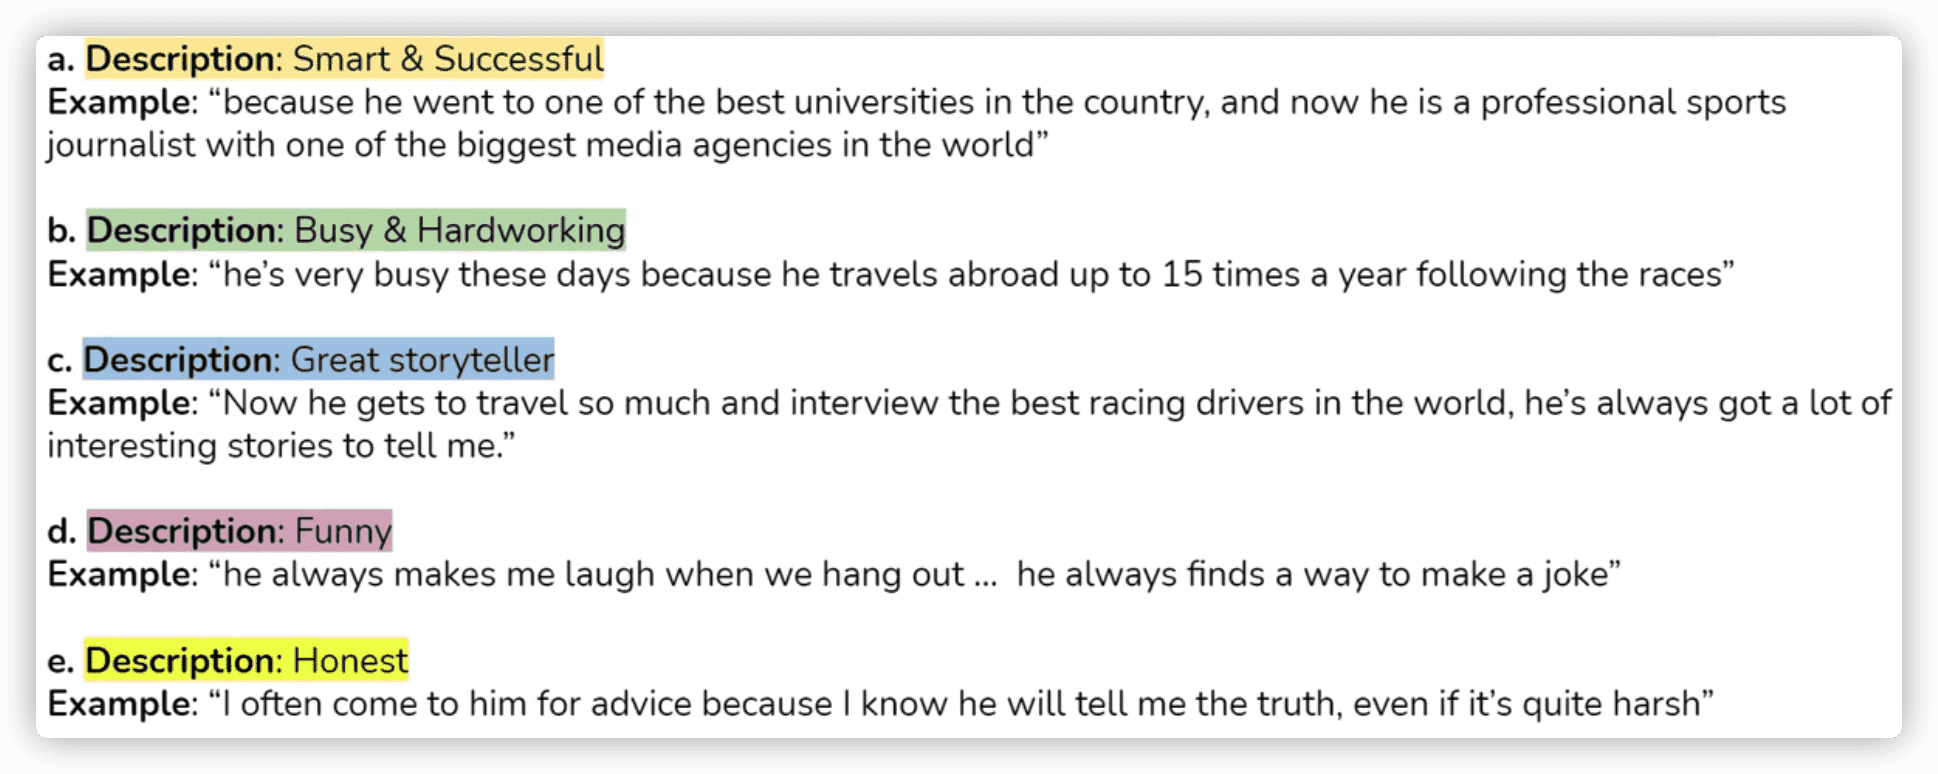 a. Description: Smart & Successful
Example: “because he went to one of the best universities in the country, and now he is a professional sports
journalist with one of the biggest media agencies in the world”
b. Description: Busy & Hardworking
Example: “he’s very busy these days because he travels abroad up to 15 times a year following the races”
c. Description: Great storyteller
Example: “Now he gets to travel so much and interview the best racing drivers in the world, he’s always got a lot of
interesting stories to tell me.”
d. Description: Funny
Example: “he always makes me laugh when we hang out ...  he always finds a way to make a joke”
e. Description: Honest
Example: “I often come to him for advice because I know he will tell me the truth, even if it’s quite harsh”